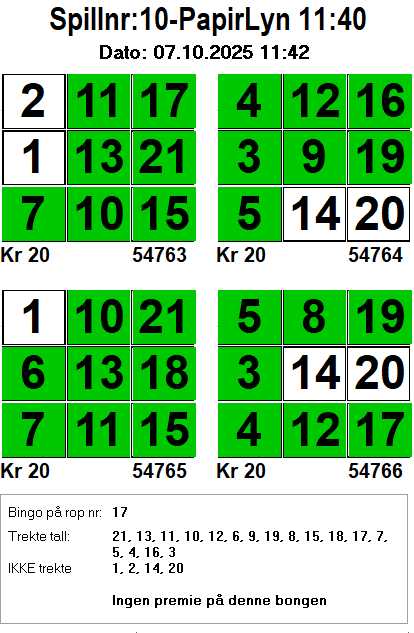 Spillnr:10-PapirLyn 11:40
Dato: 07.10.2025 11:42
2 11 17 4 12 16
1 13 21 3 9 19
7 10 15 5 14 20
Kr 20 54763 Kr 20 54764
1 10 21 5 8 19
6 13 18 3 14 20
7 11 15 4 12 17
Kr 20 54765 Kr 20 54766
Bingo på rop nr: 17
Trekte tall: 21, 13, 11, 10, 12, 6, 9, 19, 8, 15, 18, 17, 7,
5, 4, 16, 3
IKKE trekte 1, 2, 14, 20
Ingen premie på denne bongen